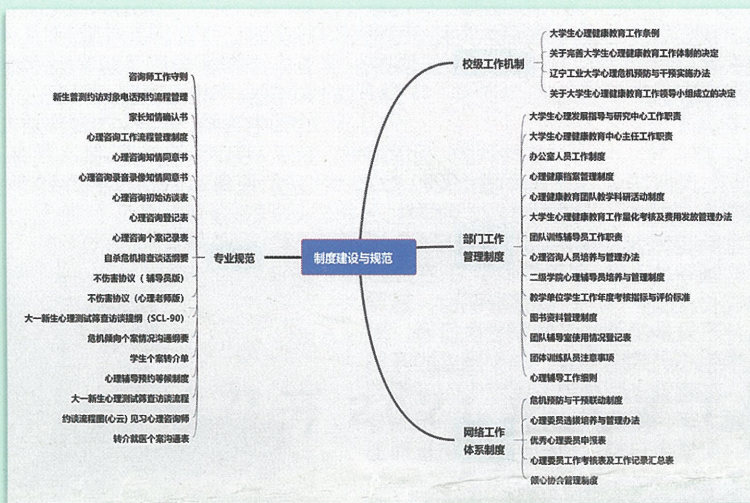 制度建设与规范
校级工作机制
大学生心理健康教育工作条例
关于完善大学生心理健康教育工作体制的决定
辽宁工业大学心理危机预防与干预实施办法
关于大学生心理健康教育工作领导小组成立的决定
部门工作
管理制度
大学生心理发展指导与研究中心工作职责
大学生心理健康教育中心主任工作职责
办公室人员工作制度
心理健康档案管理制度
心理健康教育团队教学科研活动制度
大学生心理健康教育工作量化考核及费用发放管理办法
团队训练辅导员工作职责
心理咨询人员培养与管理办法
二级学院心理辅导员培养与管理制度
教学单位学生工作年度考核指标与评价标准
图书资料管理制度
团队辅导室使用情况登记表
团体训练队员注意事项
心理辅导工作细则
网络工作
体系制度
危机预防与干预联动制度
心理委员选拔培养与管理办法
优秀心理委员申报表
心理委员工作考核表及工作记录汇总表
倾心协会管理制度
专业规范
咨询师工作守则
新生普测约访对象电话预约流程管理
家长知情确认书
心理咨询工作流程管理制度
心理咨询知情同意书
心理咨询录音录像知情同意书
心理咨询初始访谈表
心理咨询登记表
心理咨询个案记录表
自杀危机排查谈话纲要
不伤害协议（ 辅导员版）
不伤害协议（心理老师版）
大一新生心理测试筛查访谈提纲（SCL-90）
危机倾向个案情况沟通纲要
学生个案转介单
心理辅导预约等候制度
大一新生心理测试筛查访谈流程
约谈流程图(心云) 见习心理咨询师
转介就医个案沟通表